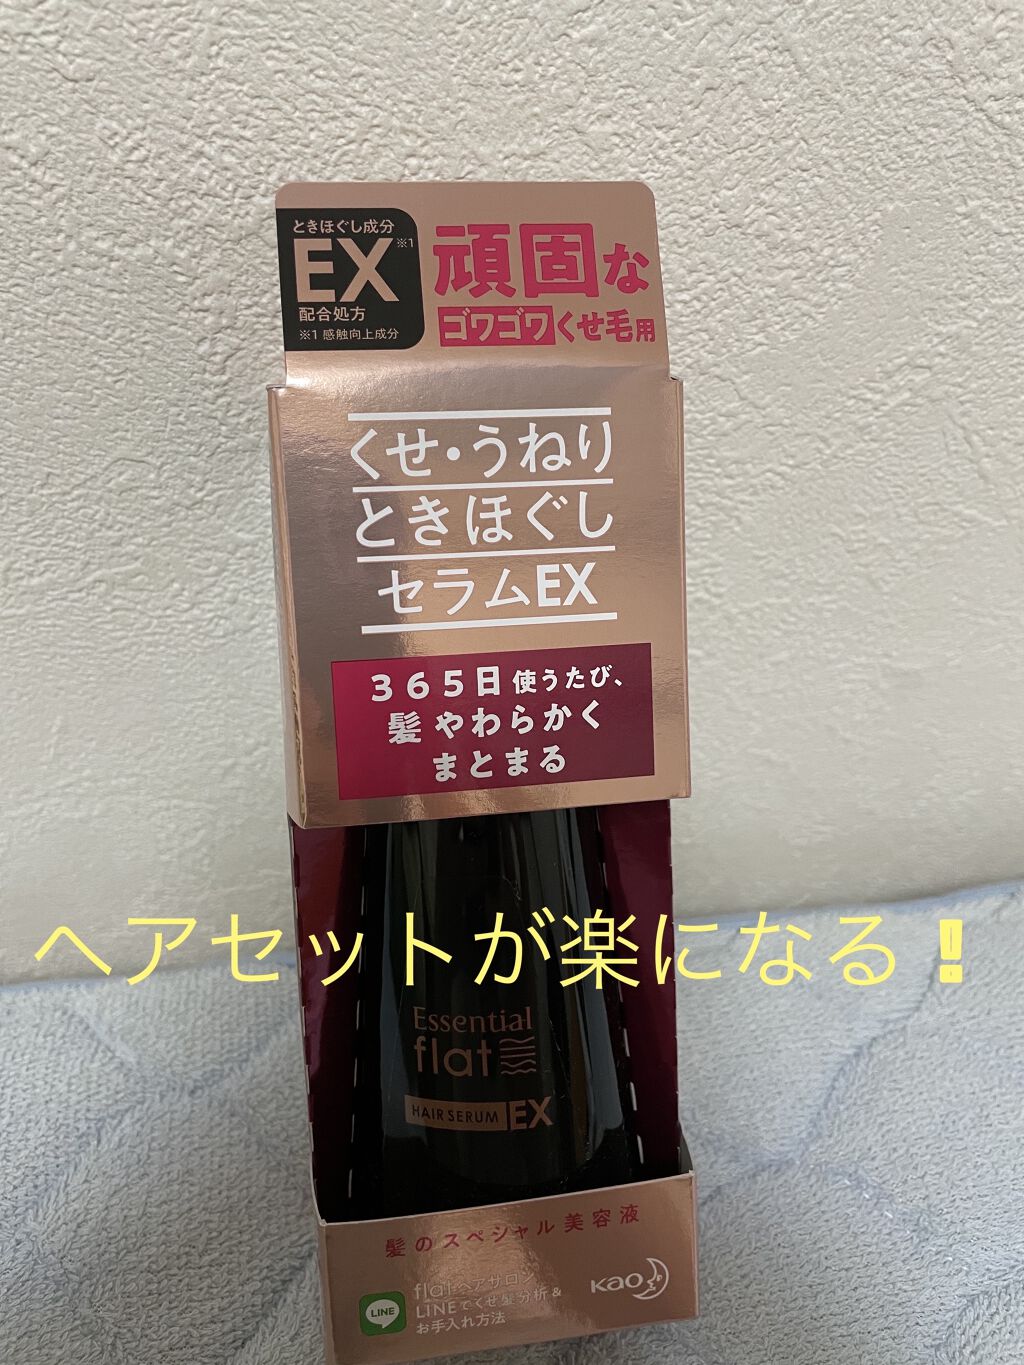 ときほぐし成分
EX※1
配合処方
※1 感触向上成分
頑固な
ゴワゴワくせ毛用
くせ・うねり
ときほぐし
セラムEX
365日使うたび、
髪やわらかく
まとまる
ヘアセットが楽になる！
Essential
flat
HAIR SERUM EX
髪のスペシャル美容液
flatヘアサロン
LINE
LINEでくせ髪分析&
お手入れ方法
Kao